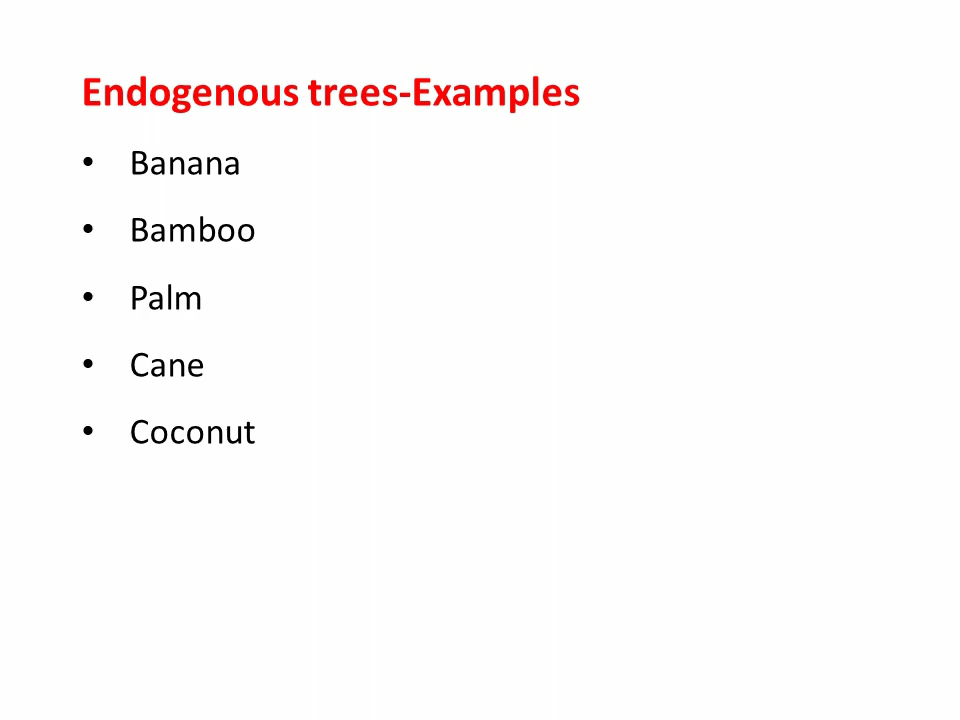 Endogenous trees-Examples
• Banana
• Bamboo
• Palm
• Cane
• Coconut